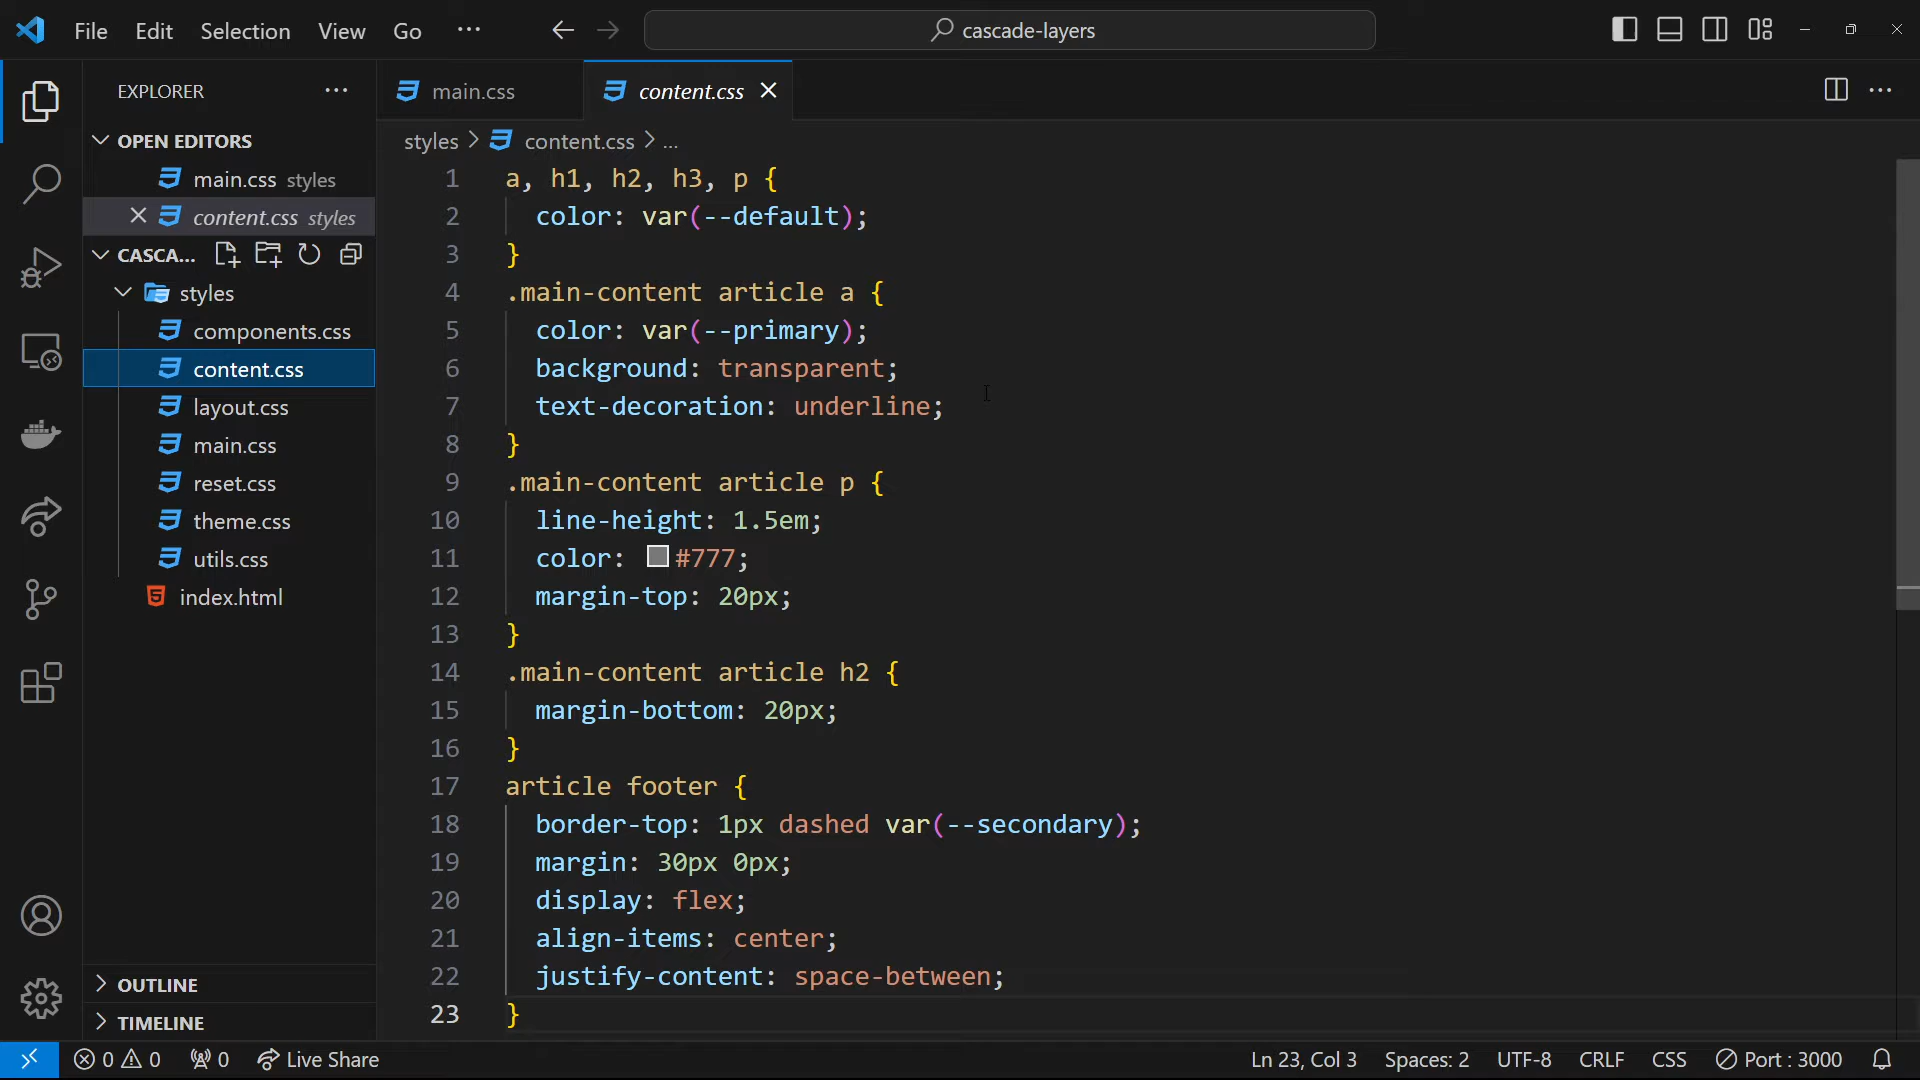 File Edit Selection View Go ··· cascade-layers
EXPLORER ···
OPEN EDITORS
main.css styles
content.css styles
CASCA...
styles
components.css
content.css
layout.css
main.css
reset.css
theme.css
utils.css
index.html
OUTLINE
TIMELINE
main.css content.css
styles > content.css > ...
1 a, h1, h2, h3, p {
2 color: var(--default);
3 }
4 .main-content article a {
5 color: var(--primary);
6 background: transparent;
7 text-decoration: underline;
8 }
9 .main-content article p {
10 line-height: 1.5em;
11 color: #777;
12 margin-top: 20px;
13 }
14 .main-content article h2 {
15 margin-bottom: 20px;
16 }
17 article footer {
18 border-top: 1px dashed var(--secondary);
19 margin: 30px 0px;
20 display: flex;
21 align-items: center;
22 justify-content: space-between;
23 }
0 0 0 Live Share Ln 23, Col 3 Spaces: 2 UTF-8 CRLF CSS Port : 3000